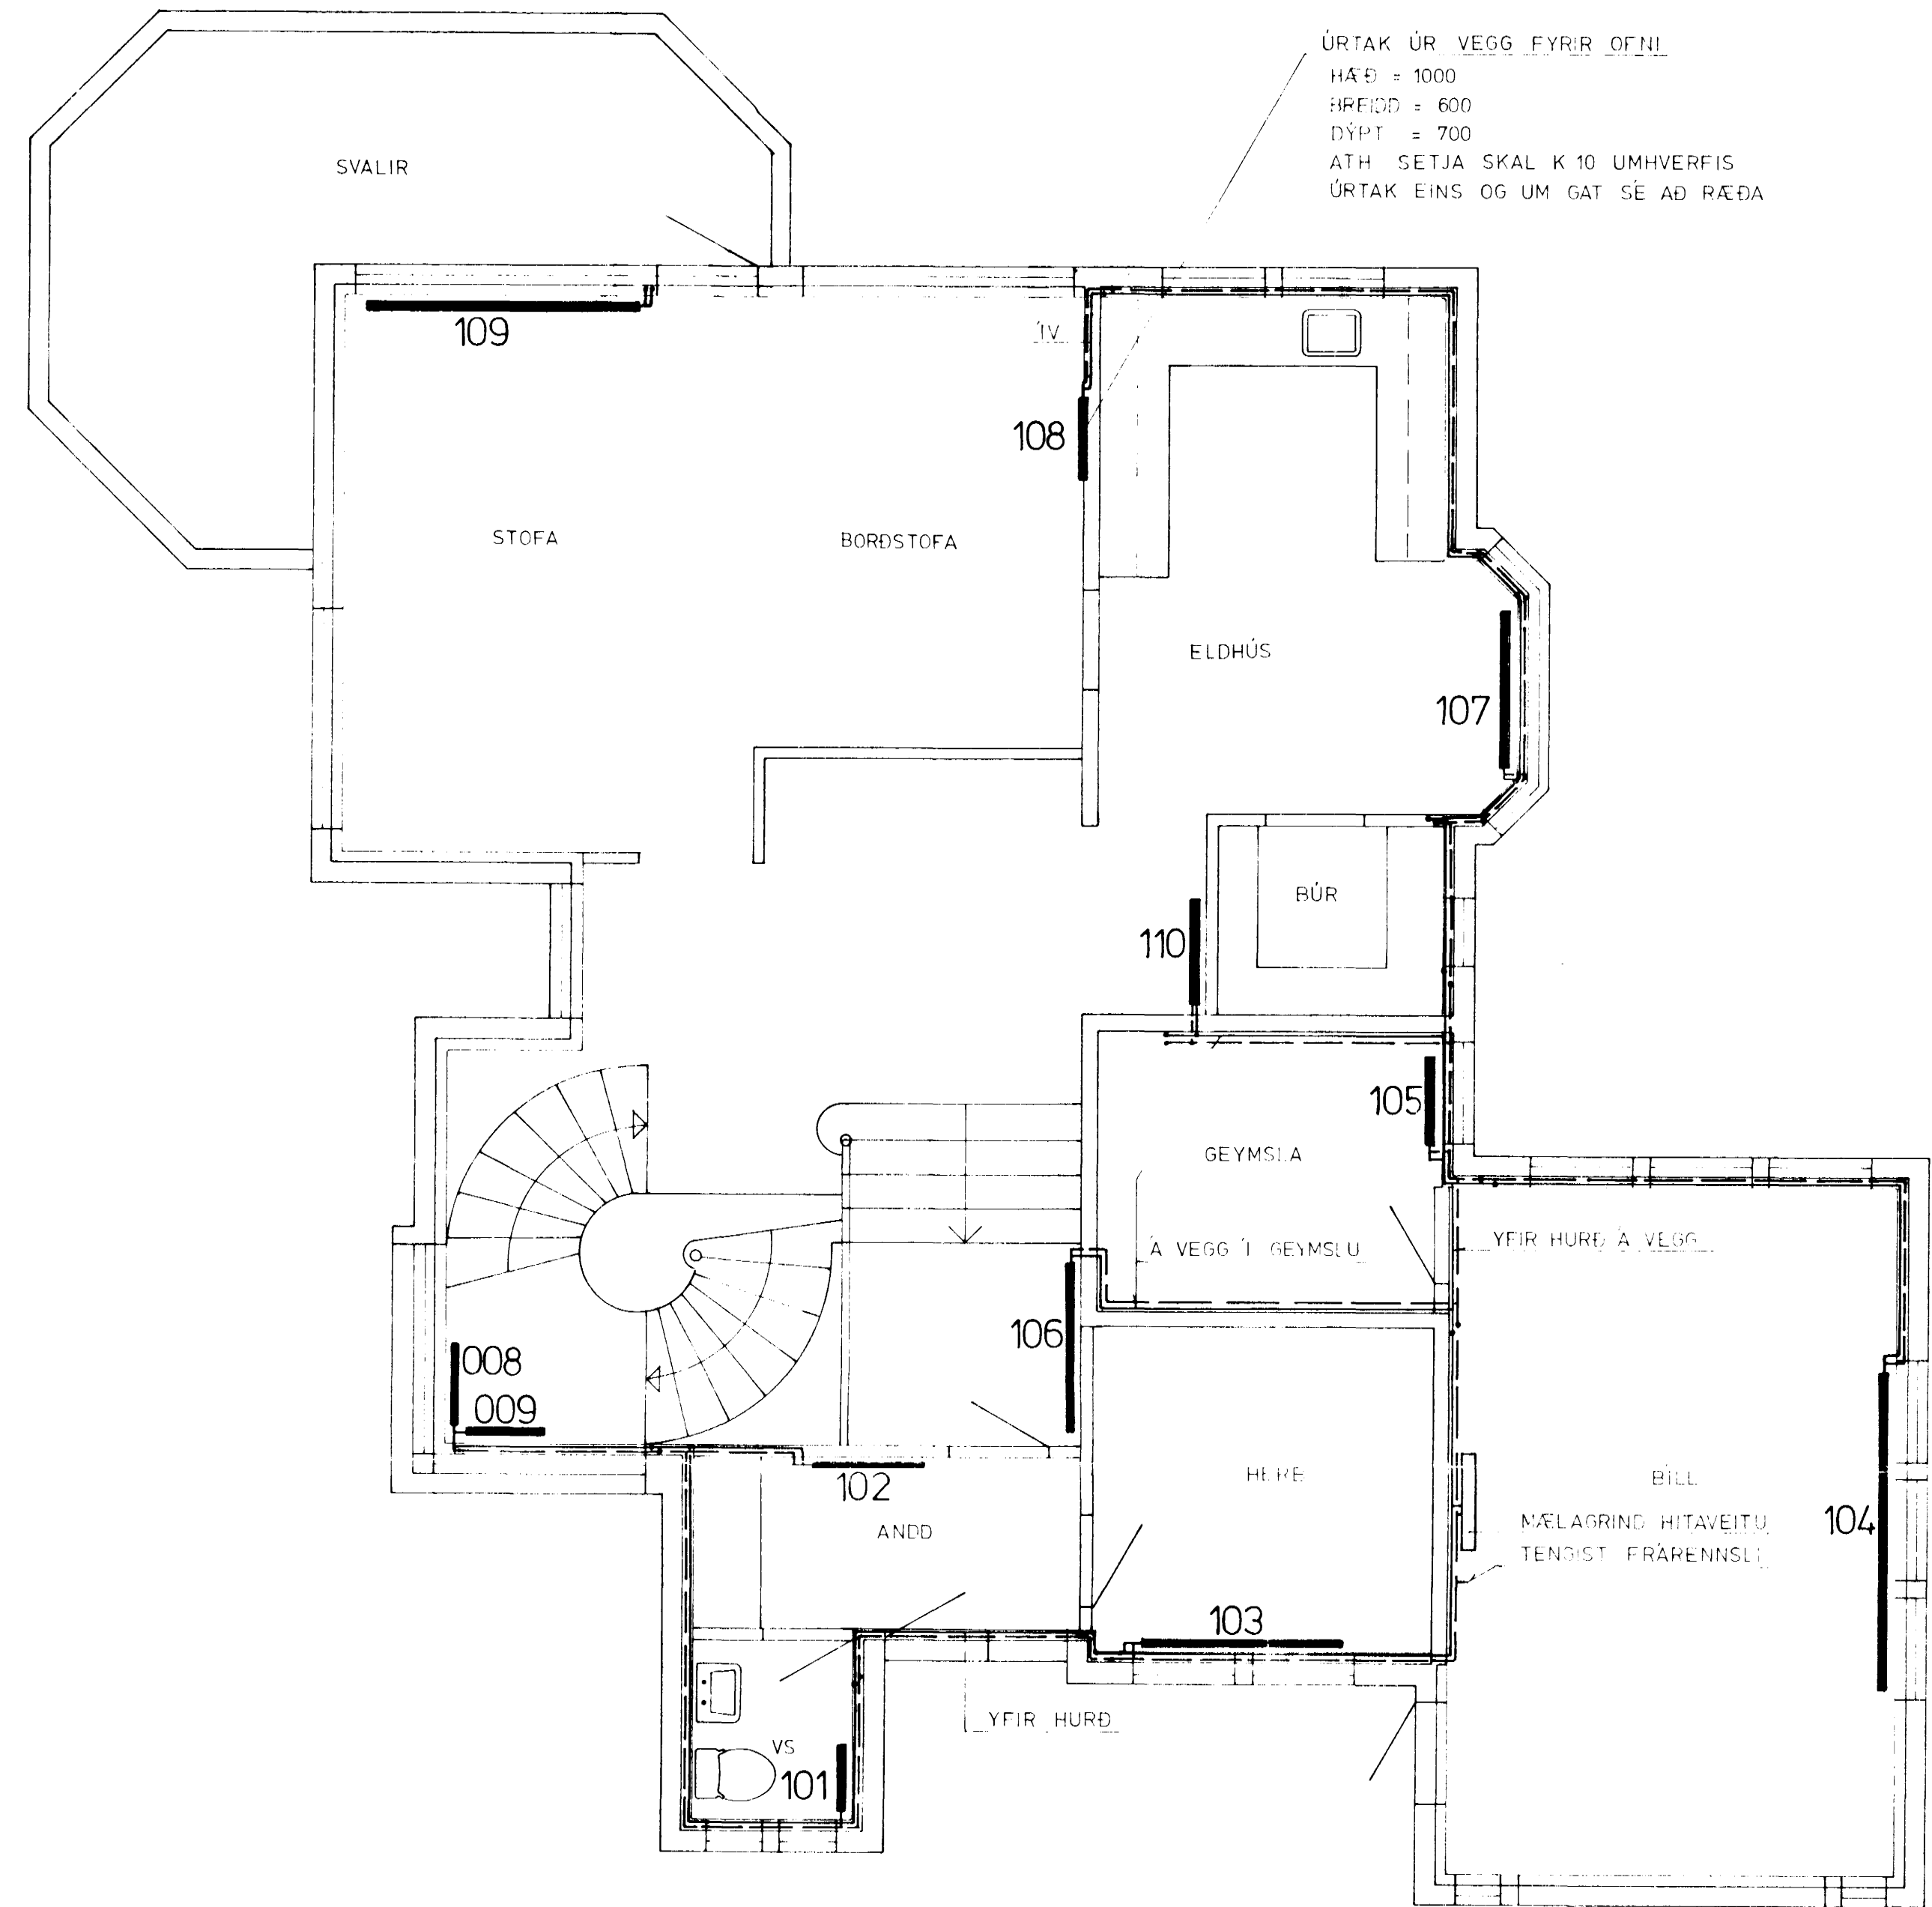 ÚRTAK ÚR VEGG FYRIR OFNI
HÆÐ = 1000
BREIDD = 600
DÝPT = 700
ATH SETJA SKAL K 10 UMHVERFIS
ÚRTAK EINS OG UM GAT SÉ AÐ RÆÐA
SVALIR
109
ÍV
108
STOFA
BORÐSTOFA
ELDHÚS
107
BÚR
110
105
GEYMSLA
Á VEGG Í GEYMSLU
YFIR HURÐ Á VEGG
106
008
009
102
HERB
BÍLL
104
MÆLAGRIND HITAVEITU
TENGIST FRÁRENNSLI
ANDD
103
YFIR HURÐ
VS
101